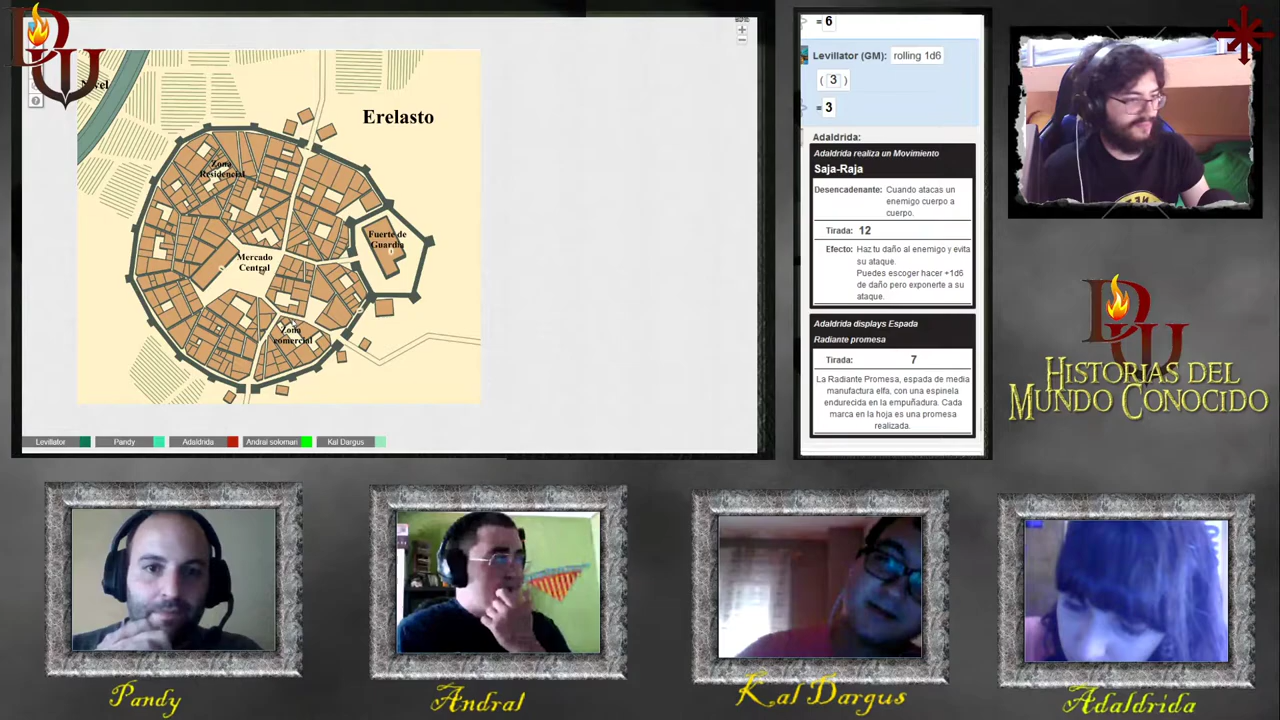 DU
vel
Erelasto
Zona
Residencial
Fuerte de
Guardia
Mercado
Central
Zona
comercial
Levillator
Pandy
Adaldrida
Andrai soloman
Kal Dargus
=6
Levillator (GM): rolling 1d6
( 3 )
=3
Adaldrida:
Adaldrida realiza un Movimiento
Saja-Raja
Desencadenante: Cuando atacas un
enemigo cuerpo a
cuerpo.
Tirada: 12
Efecto: Haz tu daño al enemigo y evita
su ataque.
Puedes escoger hacer +1d6
de daño pero exponerte a su
ataque.
Adaldrida displays Espada
Radiante promesa
Tirada: 7
La Radiante Promesa, espada de media
manufactura elfa, con una espinela
endurecida en la empuñadura. Cada
marca en la hoja es una promesa
realizada.
DU
Historias del
Mundo Conocido
Pandy
Andral
Kal Dargus
Adaldrida